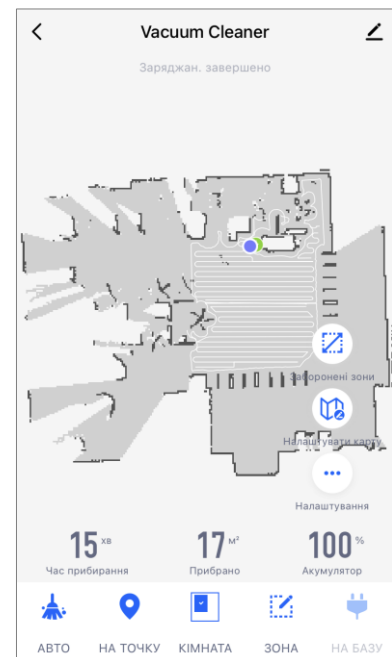 Vacuum Cleaner
Заряджан. завершено
Заборонені зони
Налаштувати карту
Налаштування
15 хв 17 м² 100 %
Час прибирання Прибрано Акумулятор
АВТО НА ТОЧКУ КІМНАТА ЗОНА НА БАЗУ